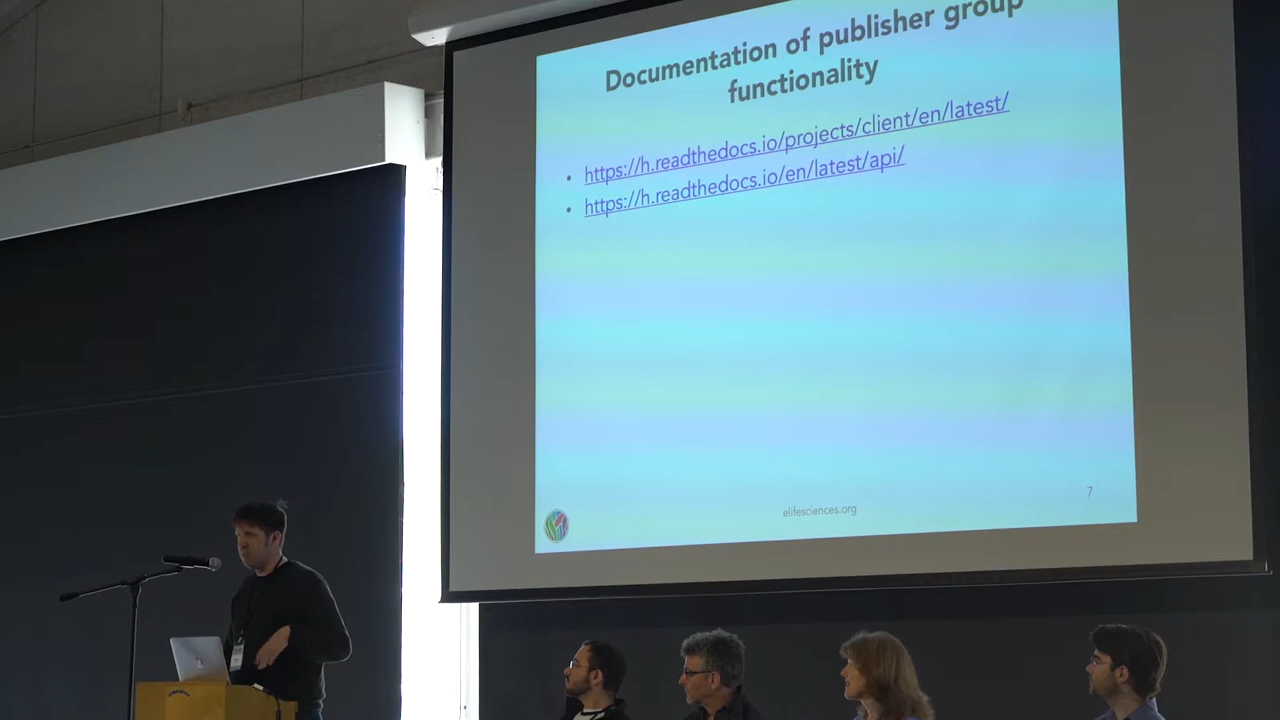 Documentation of publisher group
functionality
• https://h.readthedocs.io/projects/client/en/latest/
• https://h.readthedocs.io/en/latest/api/
elifesciences.org
7